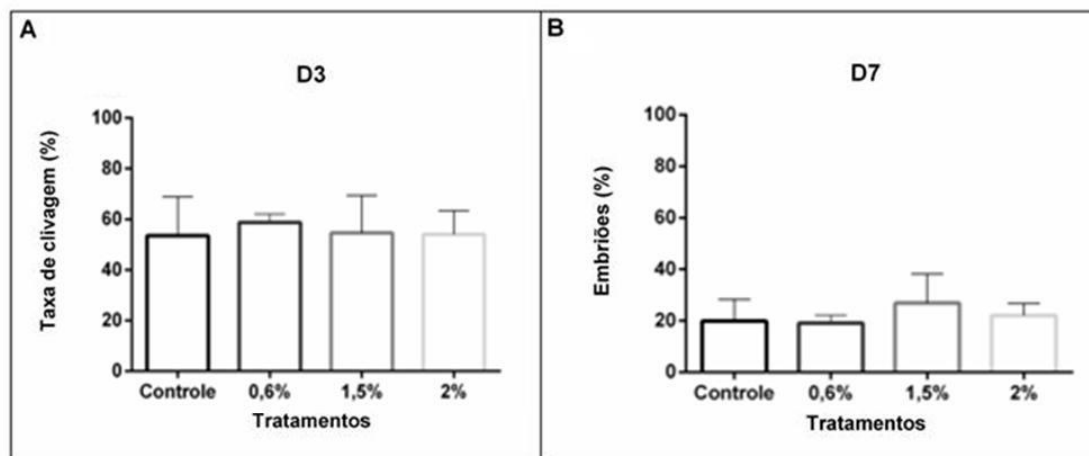 A
D3
Taxa de clivagem (%)
100
80
60
40
20
0
Controle 0,6% 1,5% 2%
Tratamentos
B
D7
Embriões (%)
100
80
60
40
20
0
Controle 0,6% 1,5% 2%
Tratamentos